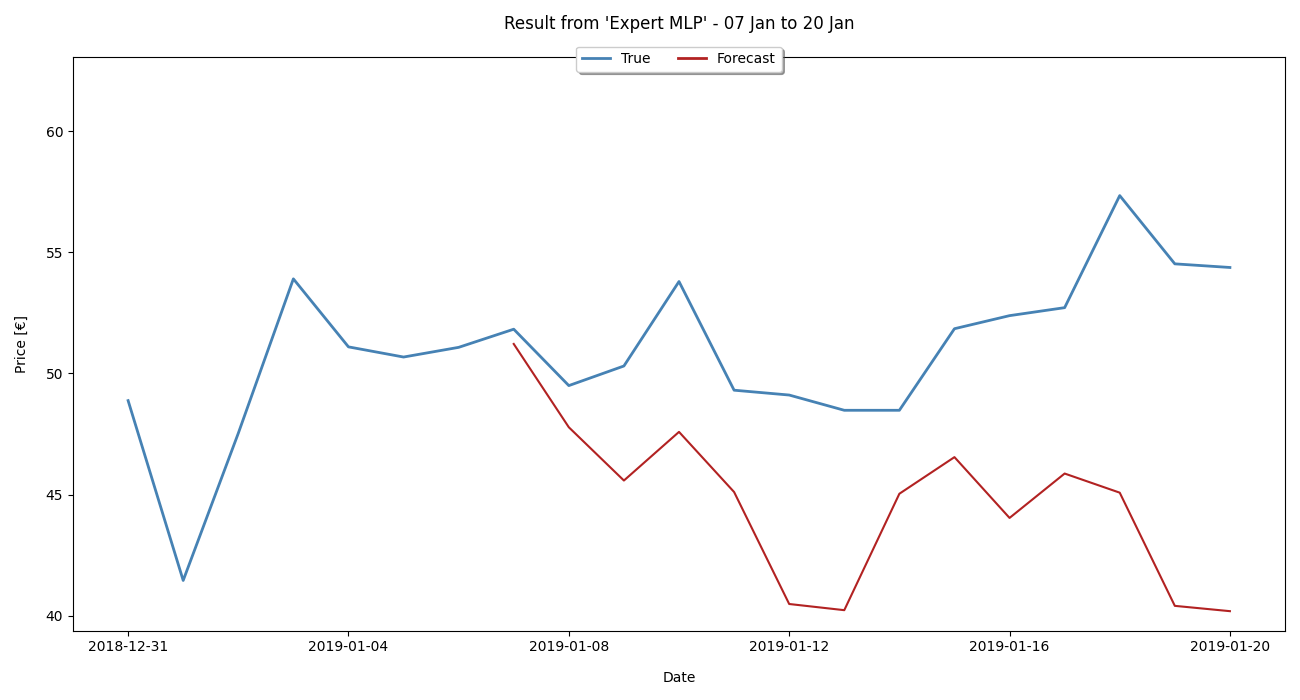 Result from 'Expert MLP' - 07 Jan to 20 Jan
True Forecast
60
55
50
45
40
Price [€]
2018-12-31 2019-01-04 2019-01-08 2019-01-12 2019-01-16 2019-01-20
Date